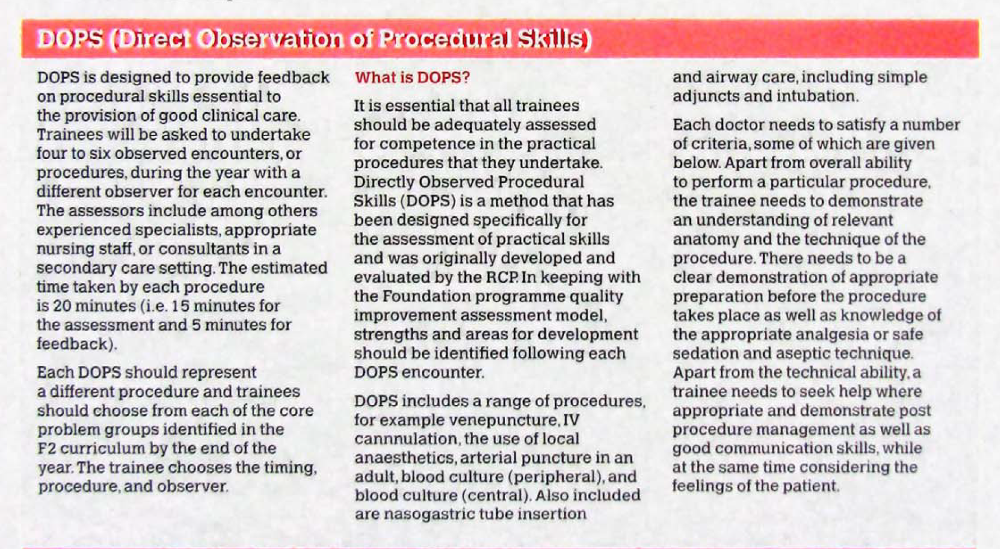 DOPS (Direct Observation of Procedural Skills)
DOPS is designed to provide feedback
on procedural skills essential to
the provision of good clinical care.
Trainees will be asked to undertake
four to six observed encounters, or
procedures, during the year with a
different observer for each encounter.
The assessors include among others
experienced specialists, appropriate
nursing staff, or consultants in a
secondary care setting. The estimated
time taken by each procedure
is 20 minutes (i.e. 15 minutes for
the assessment and 5 minutes for
feedback).
Each DOPS should represent
a different procedure and trainees
should choose from each of the core
problem groups identified in the
F2 curriculum by the end of the
year. The trainee chooses the timing,
procedure, and observer.
What is DOPS?
It is essential that all trainees
should be adequately assessed
for competence in the practical
procedures that they undertake.
Directly Observed Procedural
Skills (DOPS) is a method that has
been designed specifically for
the assessment of practical skills
and was originally developed and
evaluated by the RCP. In keeping with
the Foundation programme quality
improvement assessment model,
strengths and areas for development
should be identified following each
DOPS encounter.
DOPS includes a range of procedures,
for example venepuncture, IV
cannnulation, the use of local
anaesthetics, arterial puncture in an
adult, blood culture (peripheral), and
blood culture (central). Also included
are nasogastric tube insertion
and airway care, including simple
adjuncts and intubation.
Each doctor needs to satisfy a number
of criteria, some of which are given
below. Apart from overall ability
to perform a particular procedure,
the trainee needs to demonstrate
an understanding of relevant
anatomy and the technique of the
procedure. There needs to be a
clear demonstration of appropriate
preparation before the procedure
takes place as well as knowledge of
the appropriate analgesia or safe
sedation and aseptic technique.
Apart from the technical ability, a
trainee needs to seek help where
appropriate and demonstrate post
procedure management as well as
good communication skills, while
at the same time considering the
feelings of the patient.